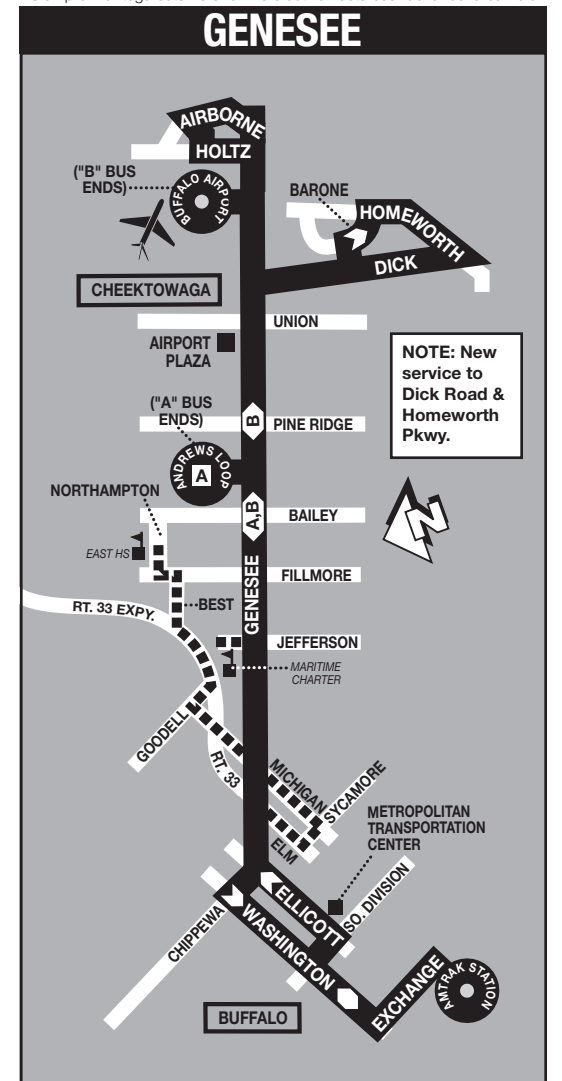 GENESEE
AIRBORNE
HOLTZ
("B" BUS
ENDS)
BUFFALO AIRPORT
BARONE
HOMEWORTH
DICK
CHEEKTOWAGA
UNION
AIRPORT
PLAZA
NOTE: New
service to
Dick Road &
Homeworth
Pkwy.
("A" BUS
ENDS)
B
PINE RIDGE
ANDREWS LOOP
A
NORTHAMPTON
A,B
BAILEY
N
EAST HS
GENESEE
FILLMORE
RT. 33 EXPY.
BEST
JEFFERSON
MARITIME
CHARTER
GOODELL
RT. 33
MICHIGAN
SYCAMORE
ELM
METROPOLITAN
TRANSPORTATION
CENTER
ELLICOTT
SO. DIVISION
CHIPPEWA
WASHINGTON
EXCHANGE
AMTRAK STATION
BUFFALO